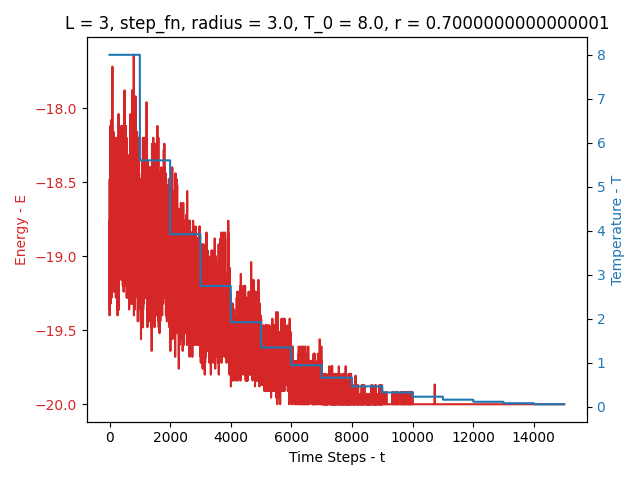 L = 3, step_fn, radius = 3.0, T_0 = 8.0, r = 0.7000000000000001
Energy - E
−18.0
−18.5
−19.0
−19.5
−20.0
8
7
6
5
4
3
2
1
0
Temperature - T
0 2000 4000 6000 8000 10000 12000 14000
Time Steps - t